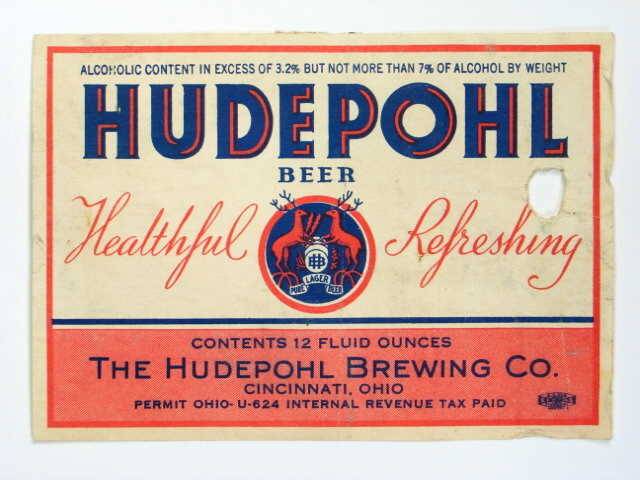 ALCOHOLIC CONTENT IN EXCESS OF 3.2% BUT NOT MORE THAN 7% OF ALCOHOL BY WEIGHT
HUDEPOHL
BEER
Healthful Refreshing
PURE LAGER BEER
CONTENTS 12 FLUID OUNCES
THE HUDEPOHL BREWING CO.
CINCINNATI, OHIO
PERMIT OHIO-U-624 INTERNAL REVENUE TAX PAID